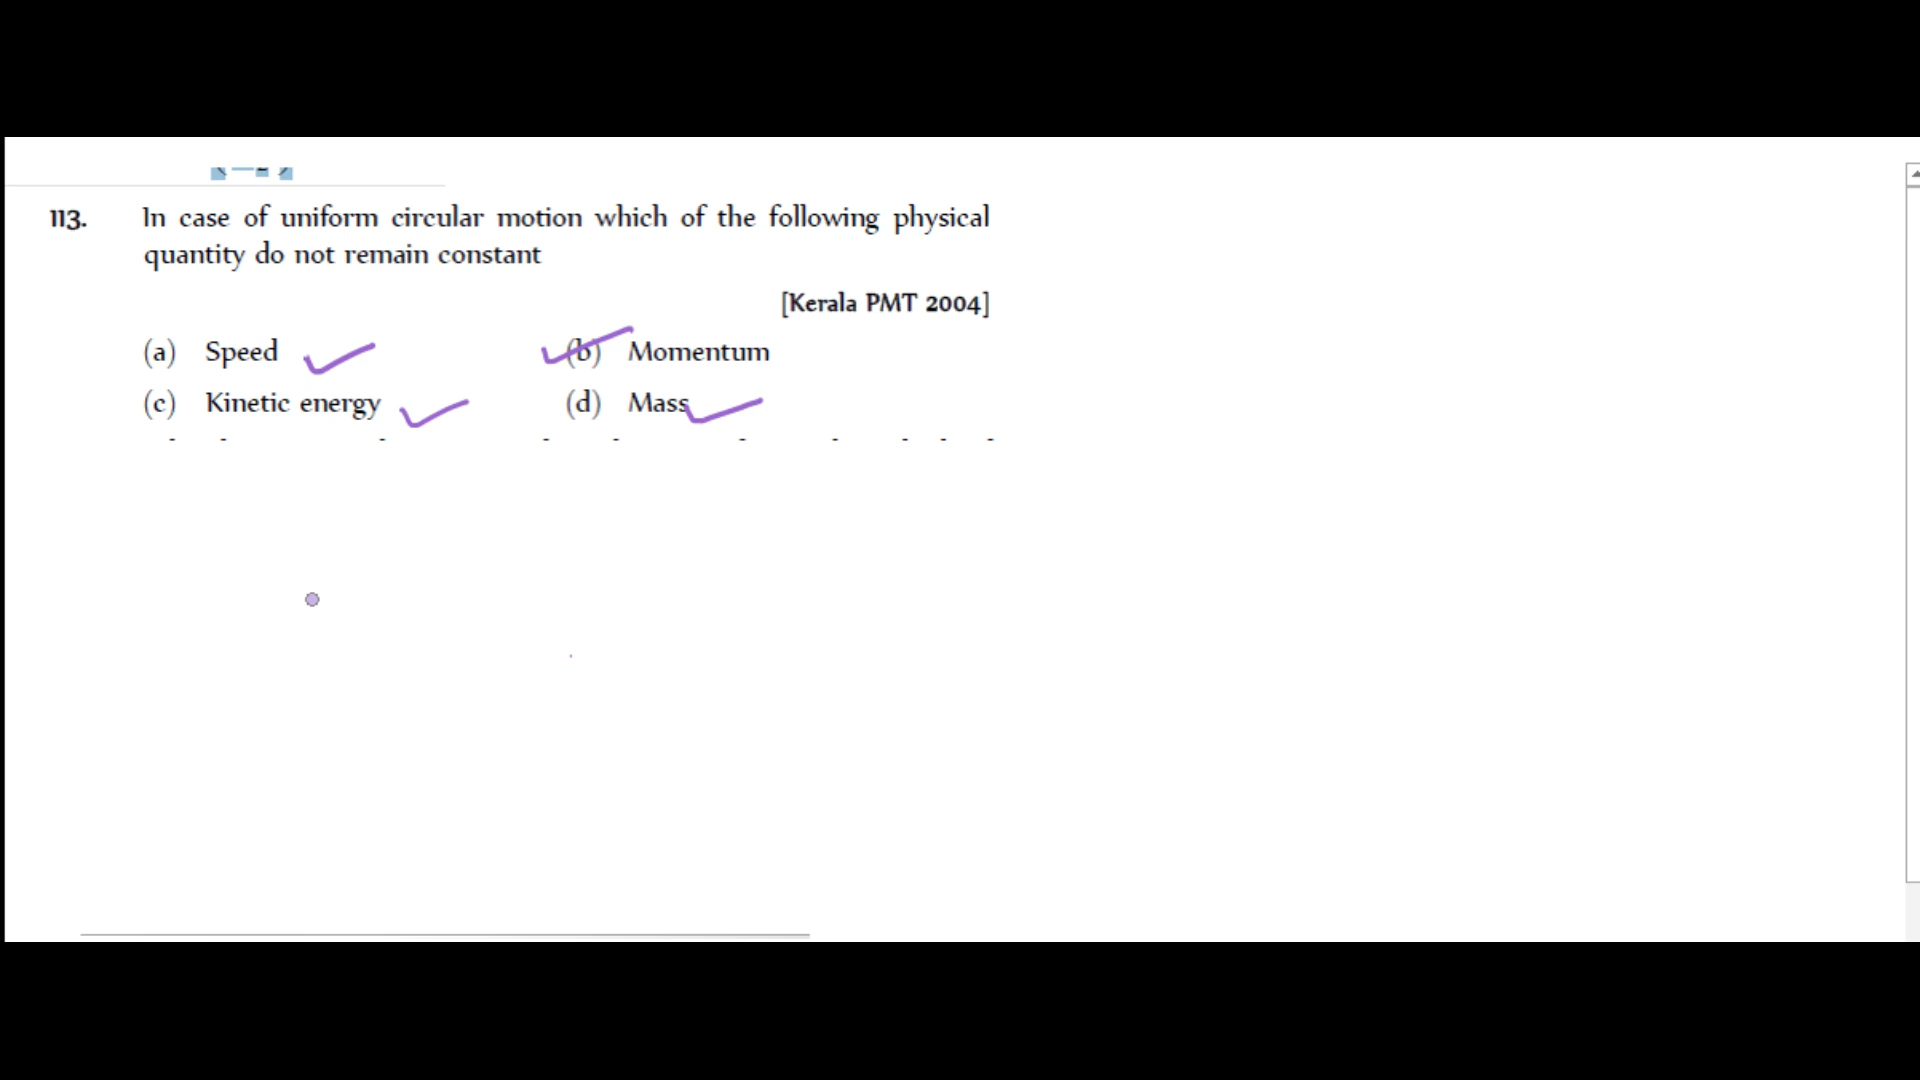 113. In case of uniform circular motion which of the following physical
quantity do not remain constant
[Kerala PMT 2004]
(a) Speed (b) Momentum
(c) Kinetic energy (d) Mass